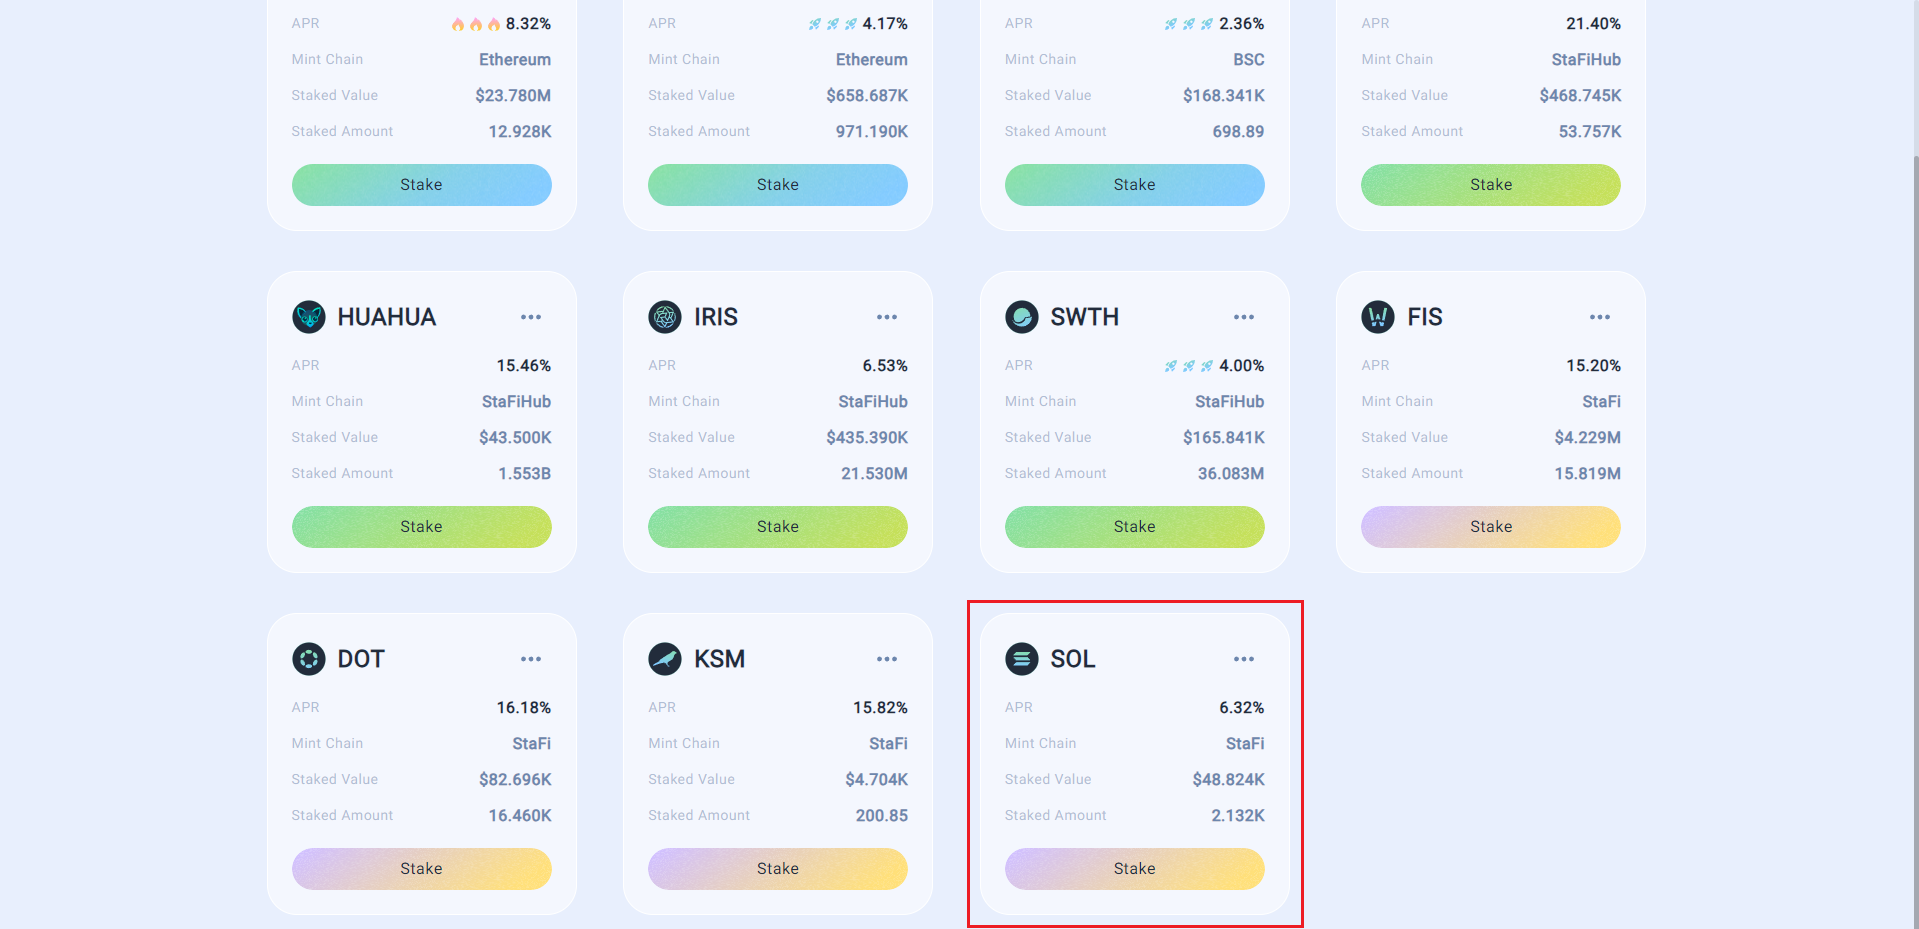 APR 8.32%
Mint Chain Ethereum
Staked Value $23.780M
Staked Amount 12.928K
Stake
APR 4.17%
Mint Chain Ethereum
Staked Value $658.687K
Staked Amount 971.190K
Stake
APR 2.36%
Mint Chain BSC
Staked Value $168.341K
Staked Amount 698.89
Stake
APR 21.40%
Mint Chain StaFiHub
Staked Value $468.745K
Staked Amount 53.757K
Stake
HUAHUA
APR 15.46%
Mint Chain StaFiHub
Staked Value $43.500K
Staked Amount 1.553B
Stake
IRIS
APR 6.53%
Mint Chain StaFiHub
Staked Value $435.390K
Staked Amount 21.530M
Stake
SWTH
APR 4.00%
Mint Chain StaFiHub
Staked Value $165.841K
Staked Amount 36.083M
Stake
FIS
APR 15.20%
Mint Chain StaFi
Staked Value $4.229M
Staked Amount 15.819M
Stake
DOT
APR 16.18%
Mint Chain StaFi
Staked Value $82.696K
Staked Amount 16.460K
Stake
KSM
APR 15.82%
Mint Chain StaFi
Staked Value $4.704K
Staked Amount 200.85
Stake
SOL
APR 6.32%
Mint Chain StaFi
Staked Value $48.824K
Staked Amount 2.132K
Stake